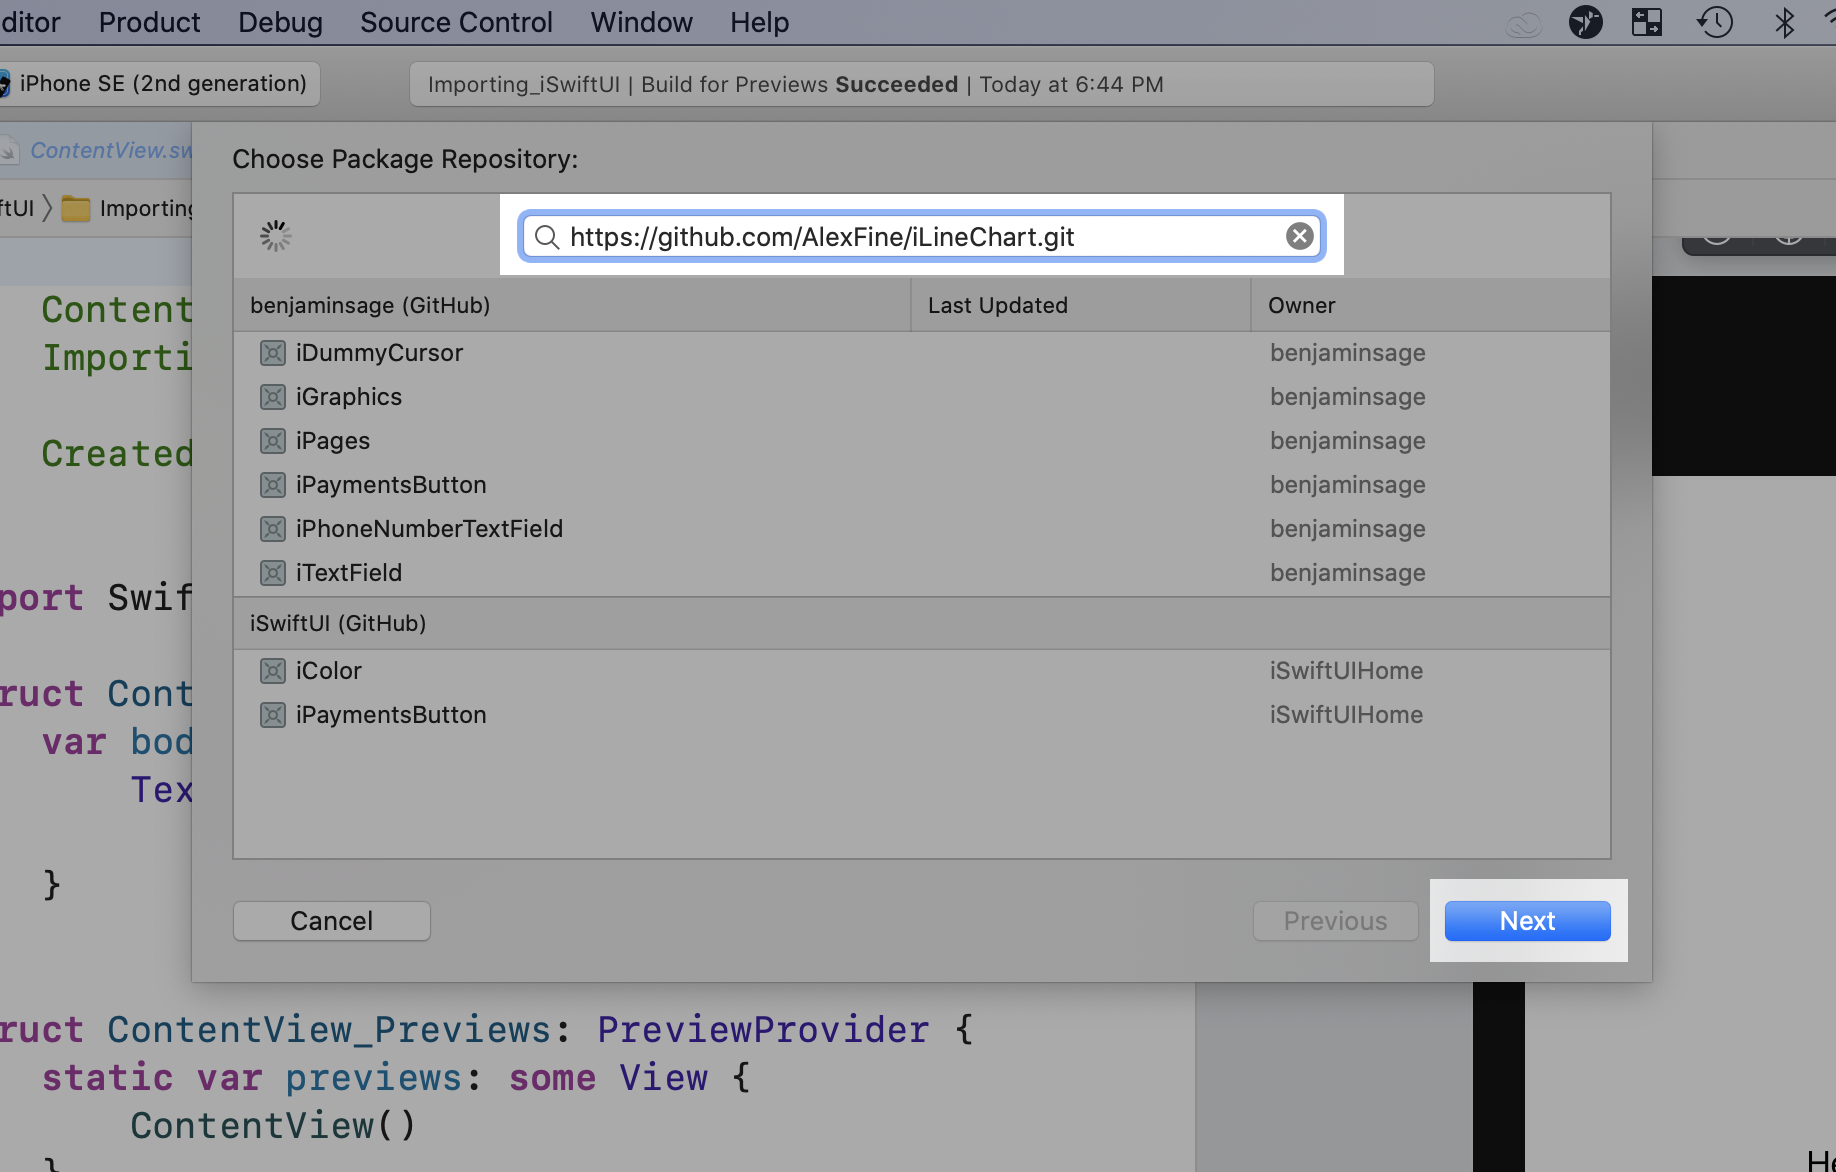 ditor Product Debug Source Control Window Help
iPhone SE (2nd generation)
Importing_iSwiftUI | Build for Previews Succeeded | Today at 6:44 PM
ContentView.sw
ftUI 〉 Importing
Choose Package Repository:
https://github.com/AlexFine/iLineChart.git
benjaminsage (GitHub) Last Updated Owner
iDummyCursor benjaminsage
iGraphics benjaminsage
iPages benjaminsage
iPaymentsButton benjaminsage
iPhoneNumberTextField benjaminsage
iTextField benjaminsage
iSwiftUI (GitHub)
iColor iSwiftUIHome
iPaymentsButton iSwiftUIHome
Cancel Previous Next
Content
Importi
Created
port Swif
ruct Cont
var bod
Tex
}
ruct ContentView_Previews: PreviewProvider {
static var previews: some View {
ContentView()
}
He